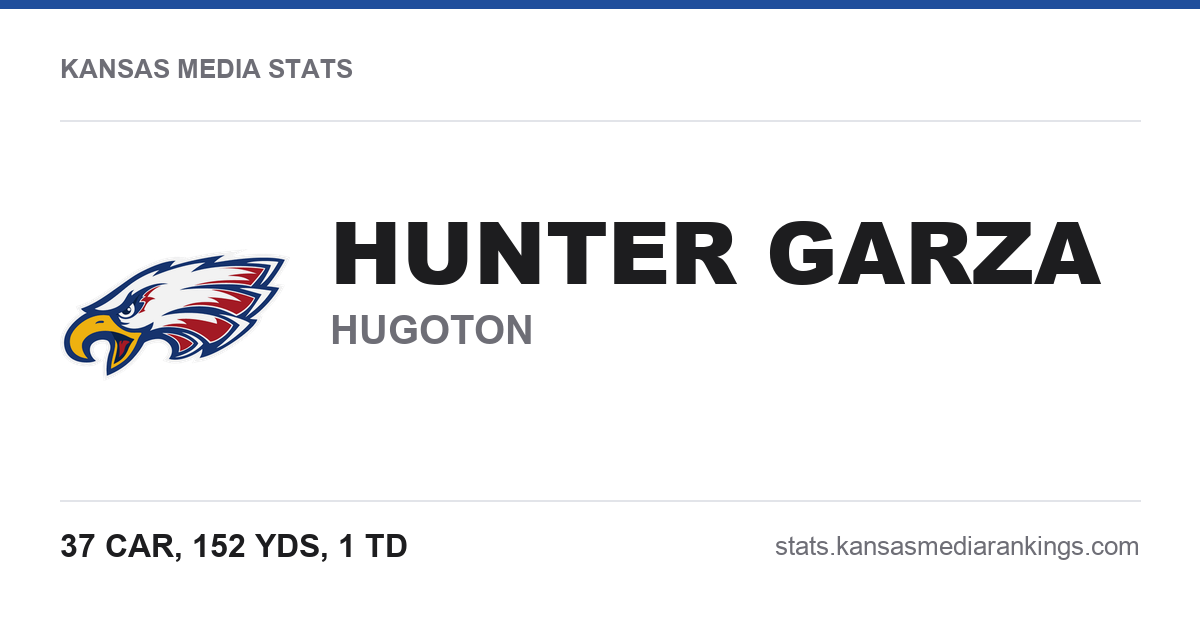 KANSAS MEDIA STATS
HUNTER GARZA
HUGOTON
37 CAR, 152 YDS, 1 TD
stats.kansasmediarankings.com